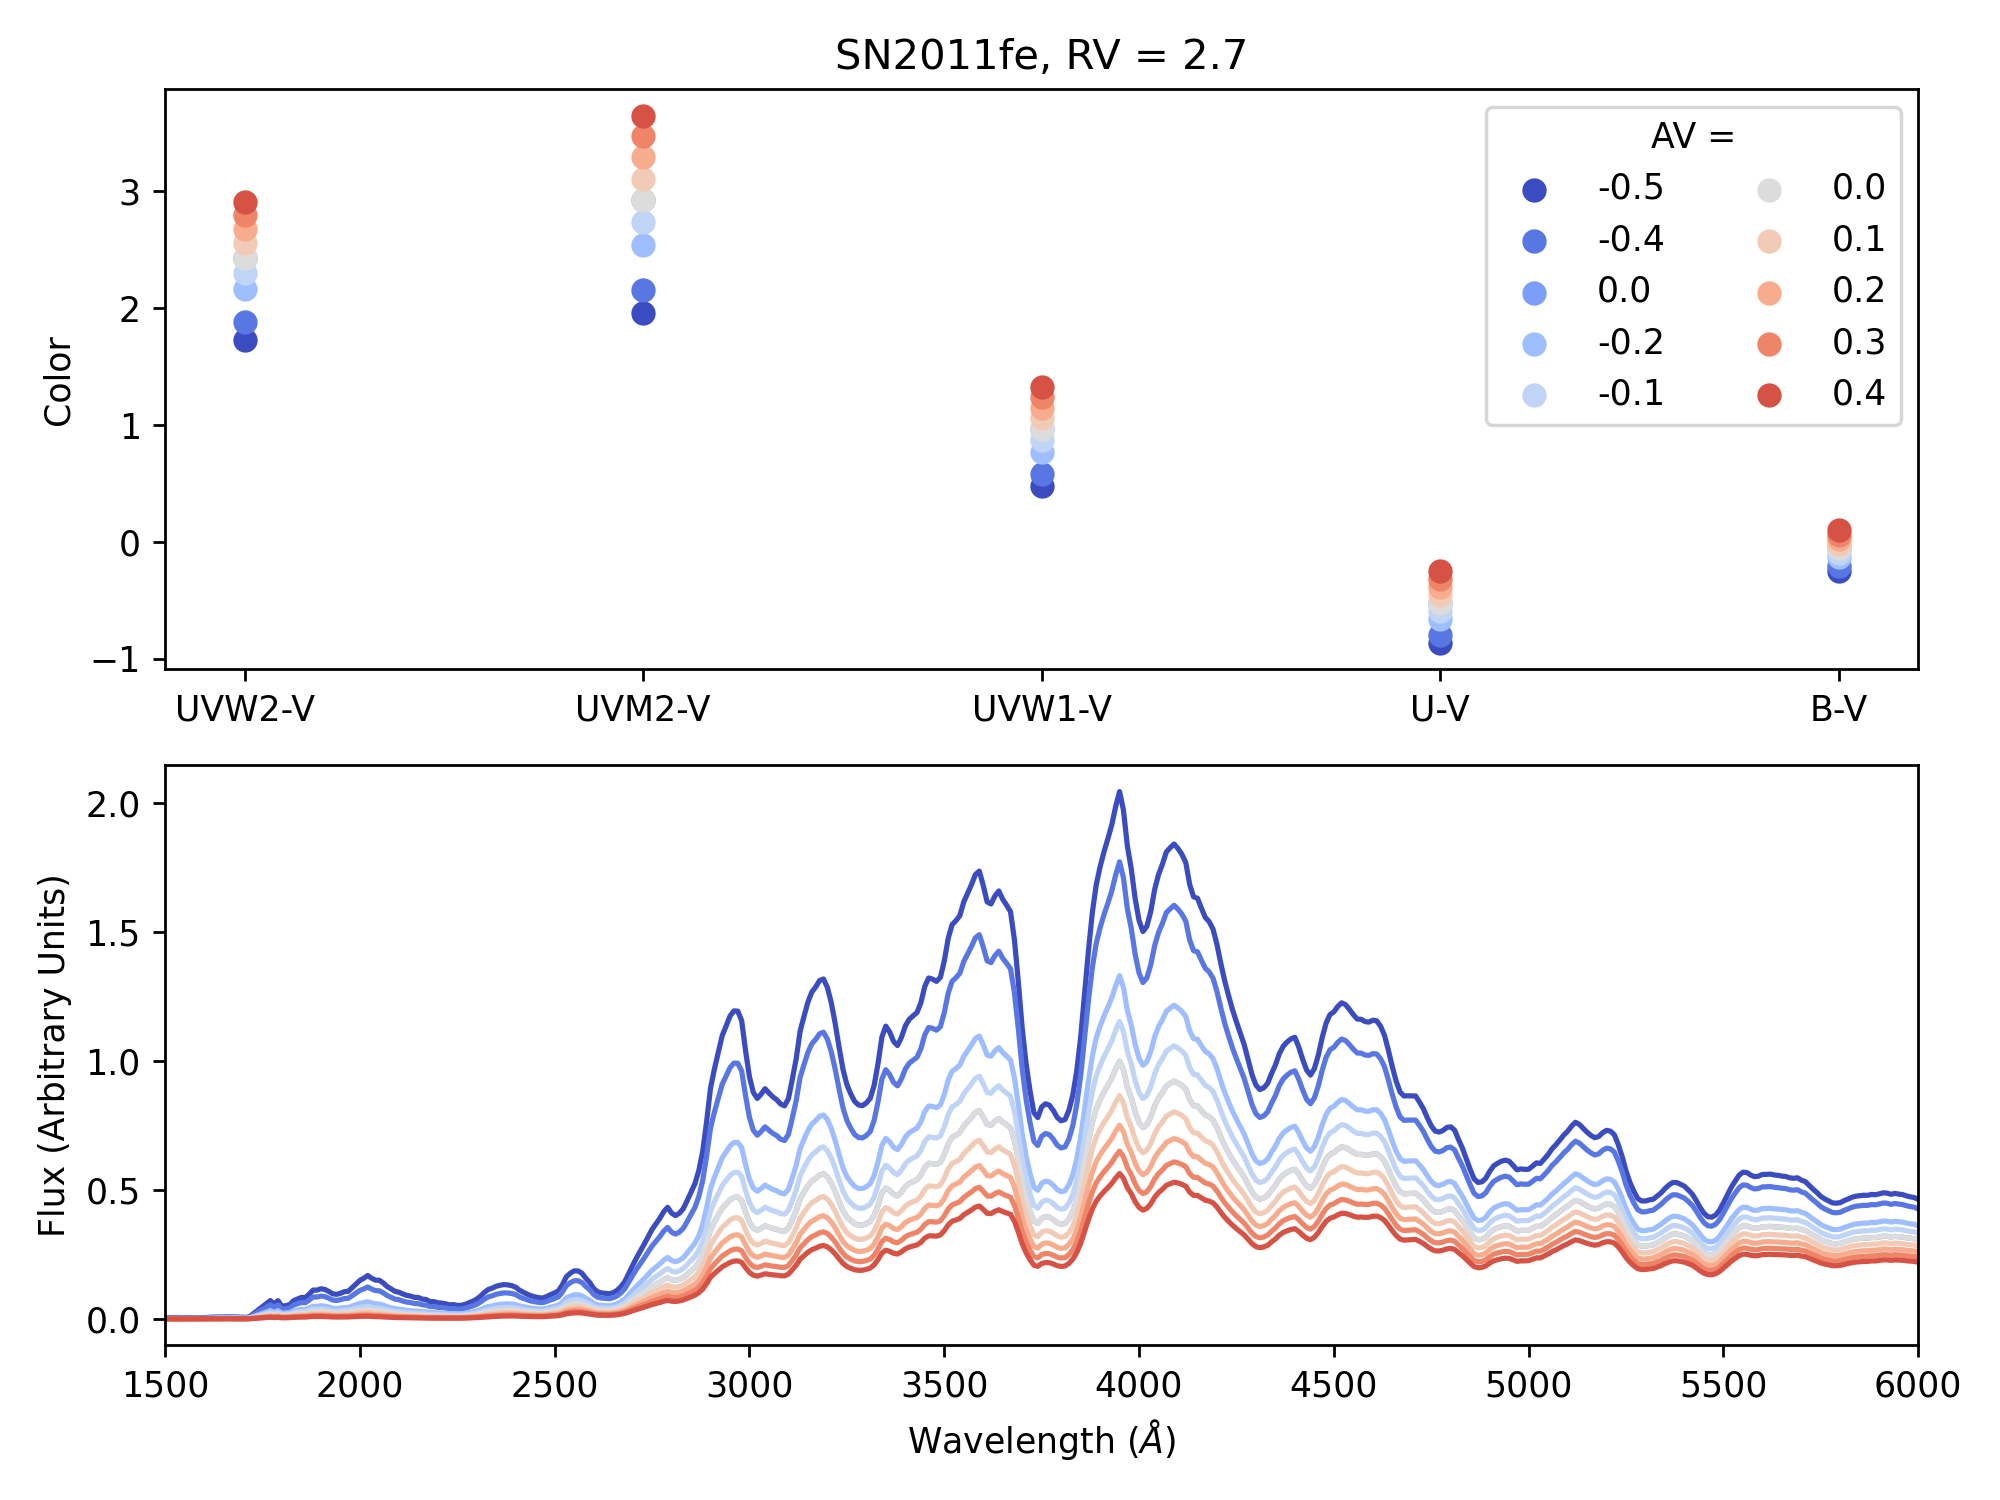 SN2011fe, RV = 2.7
Color
3
2
1
0
−1
AV =
-0.5
-0.4
0.0
-0.2
-0.1
0.0
0.1
0.2
0.3
0.4
UVW2-V UVM2-V UVW1-V U-V B-V
Flux (Arbitrary Units)
2.0
1.5
1.0
0.5
0.0
1500 2000 2500 3000 3500 4000 4500 5000 5500 6000
Wavelength (Å)